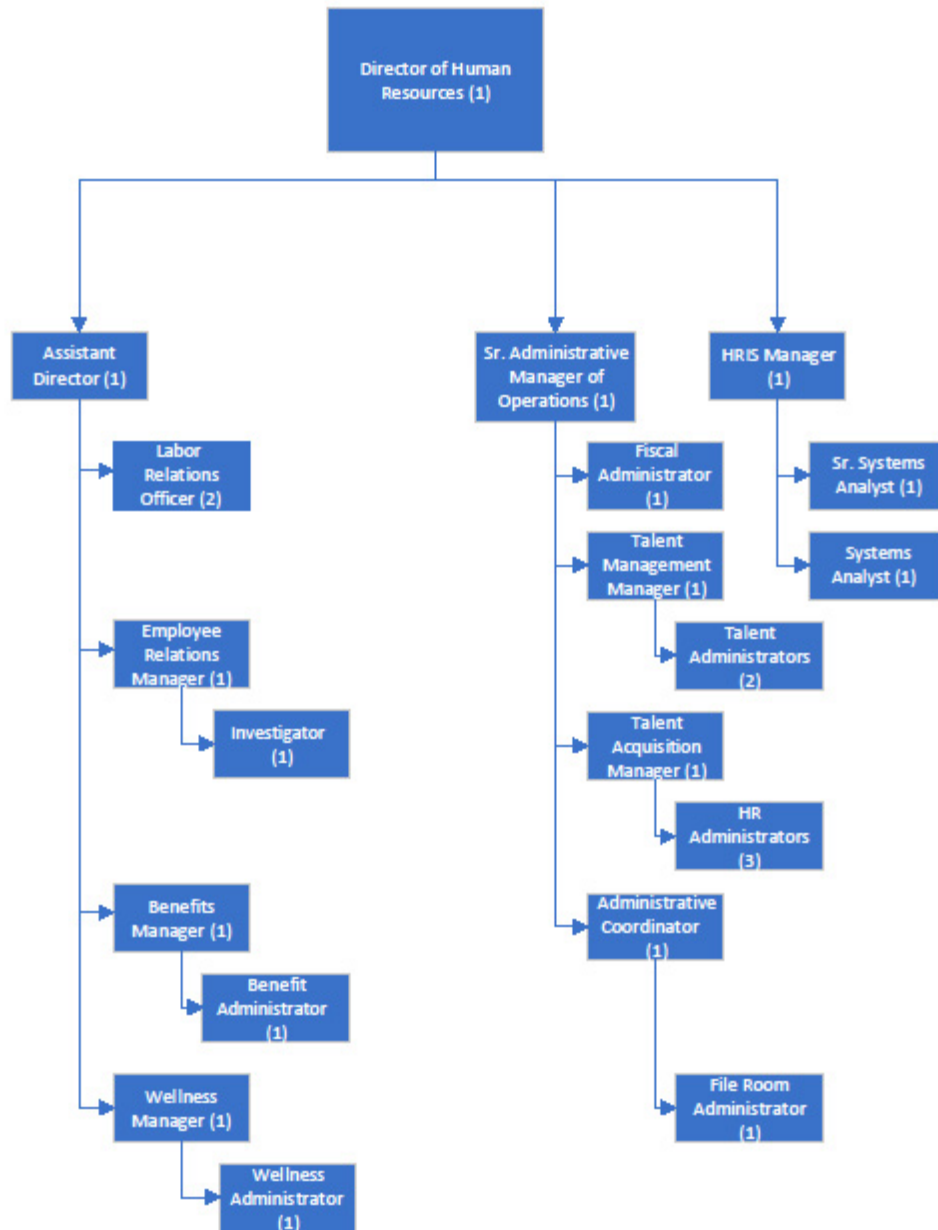 Director of Human
Resources (1)
Assistant
Director (1)
Sr. Administrative
Manager of
Operations (1)
HRIS Manager
(1)
Labor
Relations
Officer (2)
Fiscal
Administrator
(1)
Sr. Systems
Analyst (1)
Talent
Management
Manager (1)
Systems
Analyst (1)
Employee
Relations
Manager (1)
Talent
Administrators
(2)
Investigator
(1)
Talent
Acquisition
Manager (1)
HR
Administrators
(3)
Benefits
Manager (1)
Administrative
Coordinator
(1)
Benefit
Administrator
(1)
Wellness
Manager (1)
File Room
Administrator
(1)
Wellness
Administrator
(1)